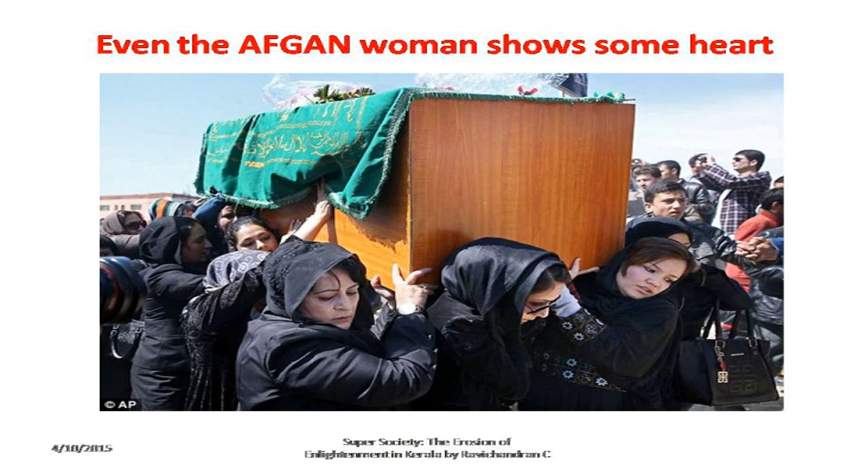 Even the AFGAN woman shows some heart
© AP
4/10/2015
Super Society: The Erosion of
Enlightenment in Kerala by Ravichandran C